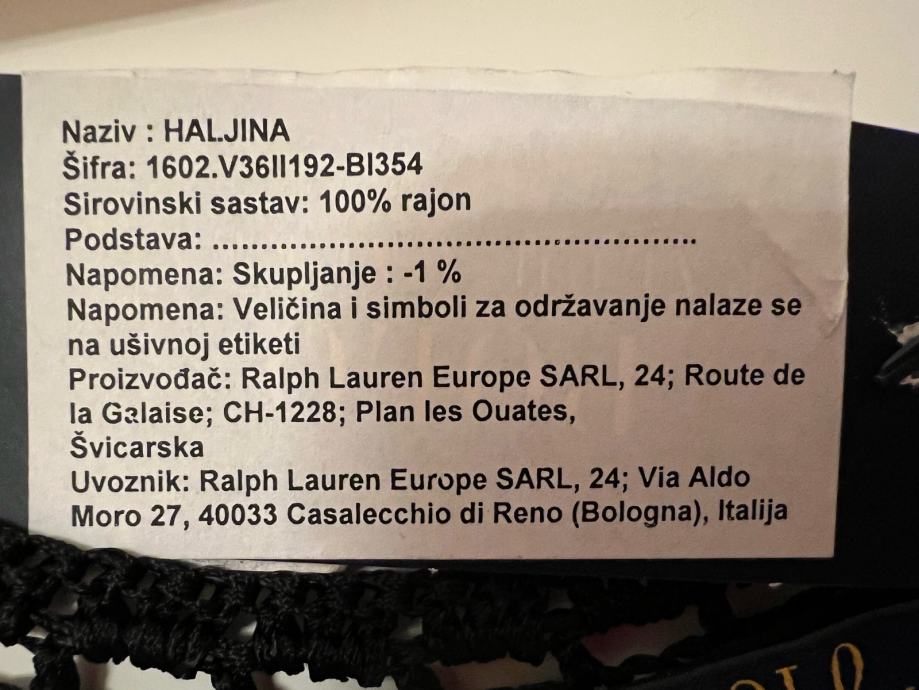 Naziv : HALJINA
Šifra: 1602.V36II192-BI354
Sirovinski sastav: 100% rajon
Podstava: ............................................................
Napomena: Skupljanje : -1 %
Napomena: Veličina i simboli za održavanje nalaze se
na ušivnoj etiketi
Proizvođač: Ralph Lauren Europe SARL, 24; Route de
la Galaise; CH-1228; Plan les Ouates,
Švicarska
Uvoznik: Ralph Lauren Europe SARL, 24; Via Aldo
Moro 27, 40033 Casalecchio di Reno (Bologna), Italija